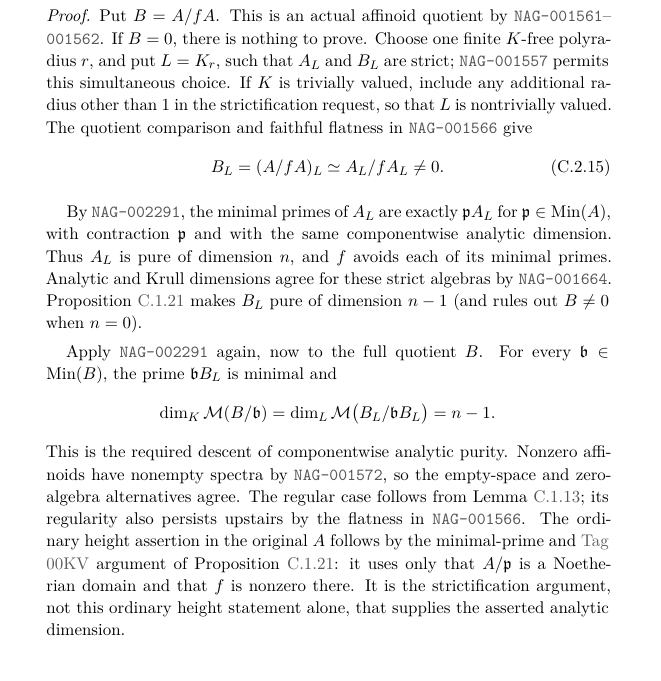 Proof. Put B = A/fA. This is an actual affinoid quotient by NAG-001561–
001562. If B = 0, there is nothing to prove. Choose one finite K-free polyra-
dius r, and put L = Kᵣ, such that A_L and B_L are strict; NAG-001557 permits
this simultaneous choice. If K is trivially valued, include any additional ra-
dius other than 1 in the strictification request, so that L is nontrivially valued.
The quotient comparison and faithful flatness in NAG-001566 give
B_L = (A/fA)_L ≃ A_L/fA_L ≠ 0. (C.2.15)
By NAG-002291, the minimal primes of A_L are exactly 𝔭A_L for 𝔭 ∈ Min(A),
with contraction 𝔭 and with the same componentwise analytic dimension.
Thus A_L is pure of dimension n, and f avoids each of its minimal primes.
Analytic and Krull dimensions agree for these strict algebras by NAG-001664.
Proposition C.1.21 makes B_L pure of dimension n − 1 (and rules out B ≠ 0
when n = 0).
Apply NAG-002291 again, now to the full quotient B. For every 𝔟 ∈
Min(B), the prime 𝔟B_L is minimal and
dim_K ℳ(B/𝔟) = dim_L ℳ(B_L/𝔟B_L) = n − 1.
This is the required descent of componentwise analytic purity. Nonzero affi-
noids have nonempty spectra by NAG-001572, so the empty-space and zero-
algebra alternatives agree. The regular case follows from Lemma C.1.13; its
regularity also persists upstairs by the flatness in NAG-001566. The ordi-
nary height assertion in the original A follows by the minimal-prime and Tag
00KV argument of Proposition C.1.21: it uses only that A/𝔭 is a Noethe-
rian domain and that f is nonzero there. It is the strictification argument,
not this ordinary height statement alone, that supplies the asserted analytic
dimension.